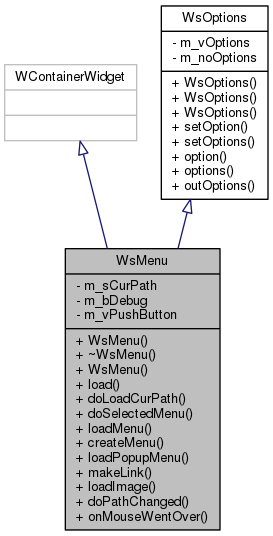 WsOptions
- m_vOptions
- m_noOptions
+ WsOptions()
+ WsOptions()
+ WsOptions()
+ setOption()
+ setOptions()
+ option()
+ options()
+ outOptions()
WContainerWidget
WsMenu
- m_sCurPath
- m_bDebug
- m_vPushButton
+ WsMenu()
+ ~WsMenu()
+ WsMenu()
+ load()
+ doLoadCurPath()
+ doSelectedMenu()
+ loadMenu()
+ createMenu()
+ loadPopupMenu()
+ makeLink()
+ loadImage()
+ doPathChanged()
+ onMouseWentOver()